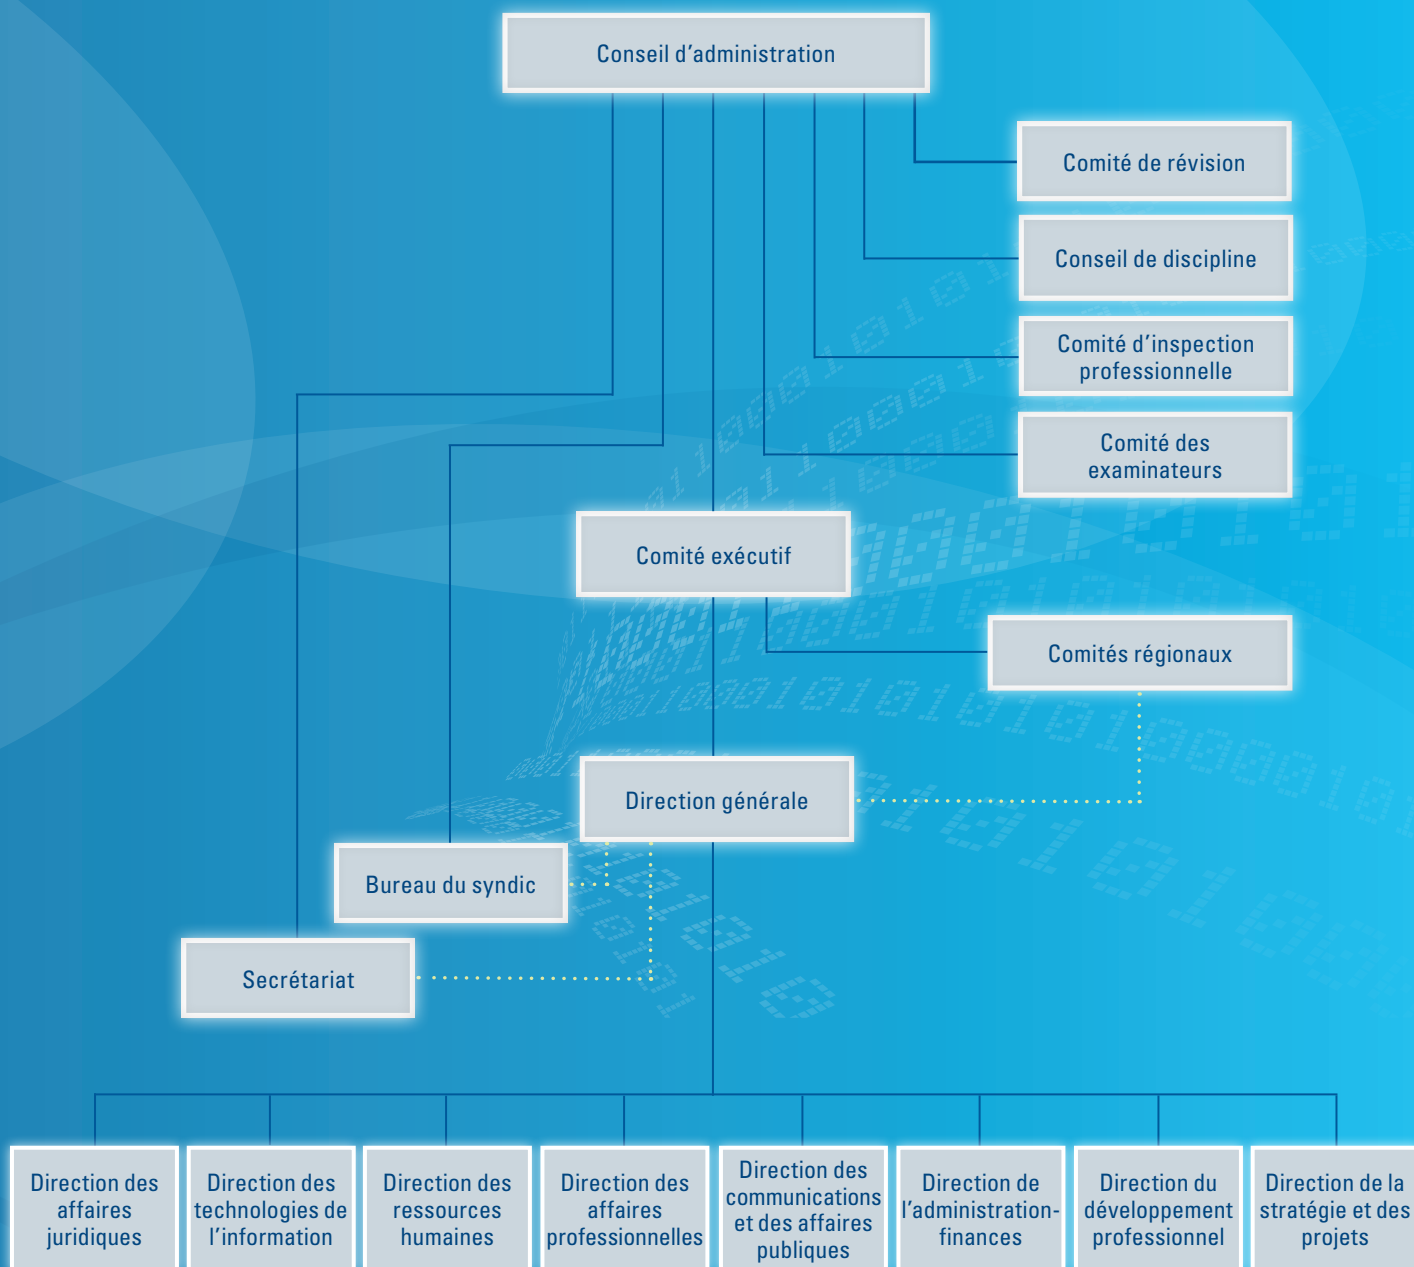 Conseil d'administration
Comité de révision
Conseil de discipline
Comité d'inspection
professionnelle
Comité des
examinateurs
Comité exécutif
Comités régionaux
Direction générale
Bureau du syndic
Secrétariat
Direction des
affaires
juridiques
Direction des
technologies de
l'information
Direction des
ressources
humaines
Direction des
affaires
professionnelles
Direction des
communications
et des affaires
publiques
Direction de
l'administration-
finances
Direction du
développement
professionnel
Direction de la
stratégie et des
projets